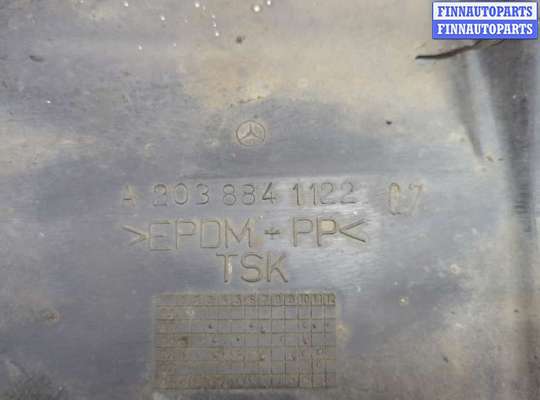 FINNAUTOPARTS
FINNAUTOPARTS
A 203 884 1122 07
>EPDM + PP<
TSK